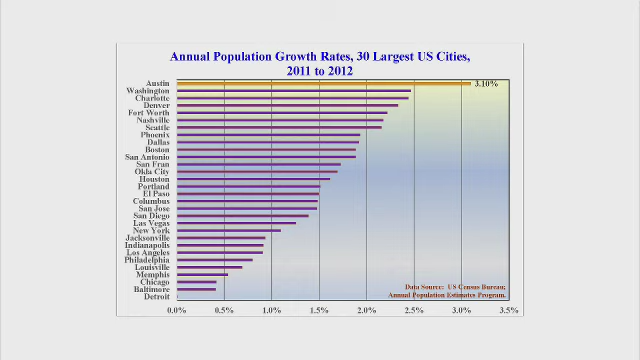 Annual Population Growth Rates, 30 Largest US Cities,
2011 to 2012
Austin
3.10%
Washington
Charlotte
Denver
Fort Worth
Nashville
Seattle
Phoenix
Dallas
Boston
San Antonio
San Fran
Okla City
Houston
Portland
El Paso
Columbus
San Jose
San Diego
Las Vegas
New York
Jacksonville
Indianapolis
Los Angeles
Philadelphia
Louisville
Memphis
Chicago
Baltimore
Detroit
Data Source: US Census Bureau;
Annual Population Estimates Program.
0.0% 0.5% 1.0% 1.5% 2.0% 2.5% 3.0% 3.5%